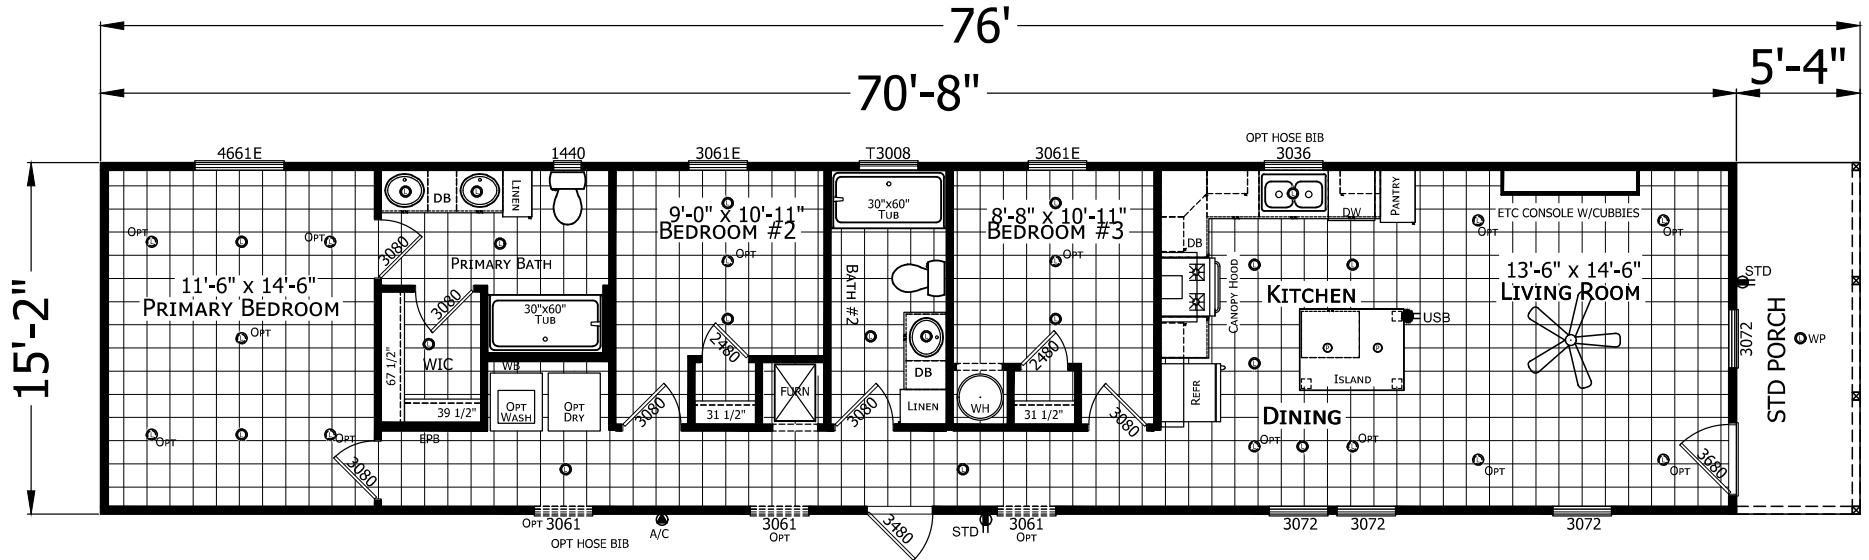 76'
70'-8"
5'-4"
15'-2"
OPT HOSE BIB
4661E
1440
3061E
T3008
3061E
3036
DB
LINEN
30"x60"
TUB
DW
PANTRY
ETC CONSOLE W/CUBBIES
9'-0" x 10'-11"
BEDROOM #2
8'-8" x 10'-11"
BEDROOM #3
OPT
OPT
OPT
OPT
OPT
OPT
3080
PRIMARY BATH
BATH #2
DB
CANOPY HOOD
11'-6" x 14'-6"
PRIMARY BEDROOM
13'-6" x 14'-6"
LIVING ROOM
KITCHEN
STD
3080
30"x60"
TUB
USB
OPT
2480
2480
3072
STD PORCH
WP
67 1/2"
WIC
WB
DB
ISLAND
FURN
REFR
39 1/2"
OPT
WASH
OPT
DRY
31 1/2"
LINEN
WH
31 1/2"
DINING
3080
3080
3080
OPT
OPT
EPB
OPT
OPT
3080
OPT
OPT
3680
OPT 3061
OPT HOSE BIB
A/C
3061
OPT
3480
STD
3061
OPT
3072
3072
3072